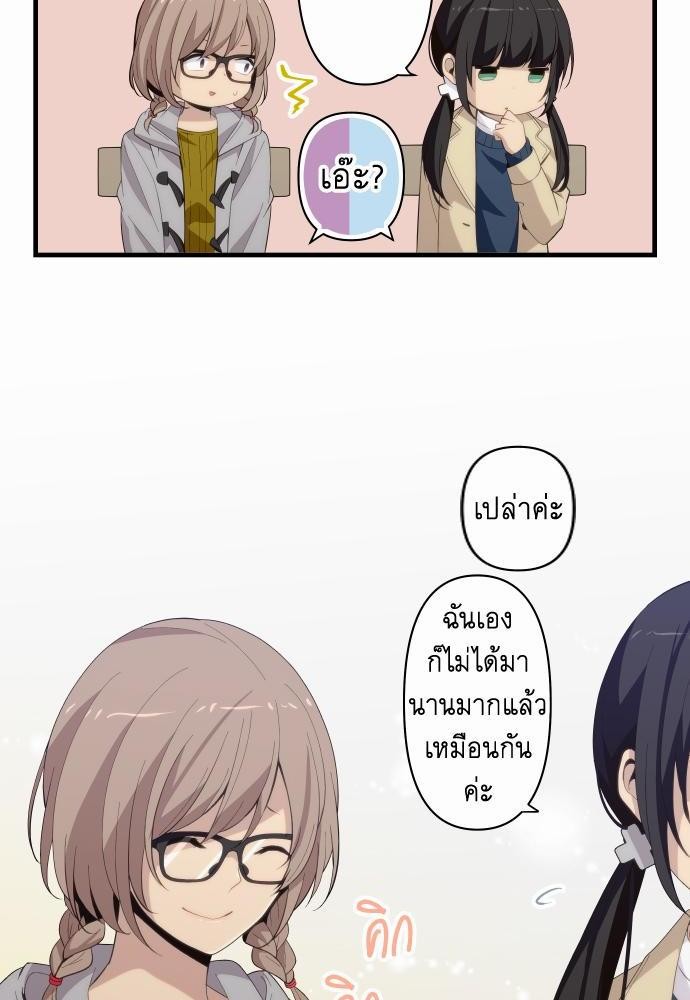 เอ๊ะ?
เปล่าค่ะ
ฉันเอง
ก็ไม่ได้มา
นานมากแล้ว
เหมือนกัน
ค่ะ
คิก